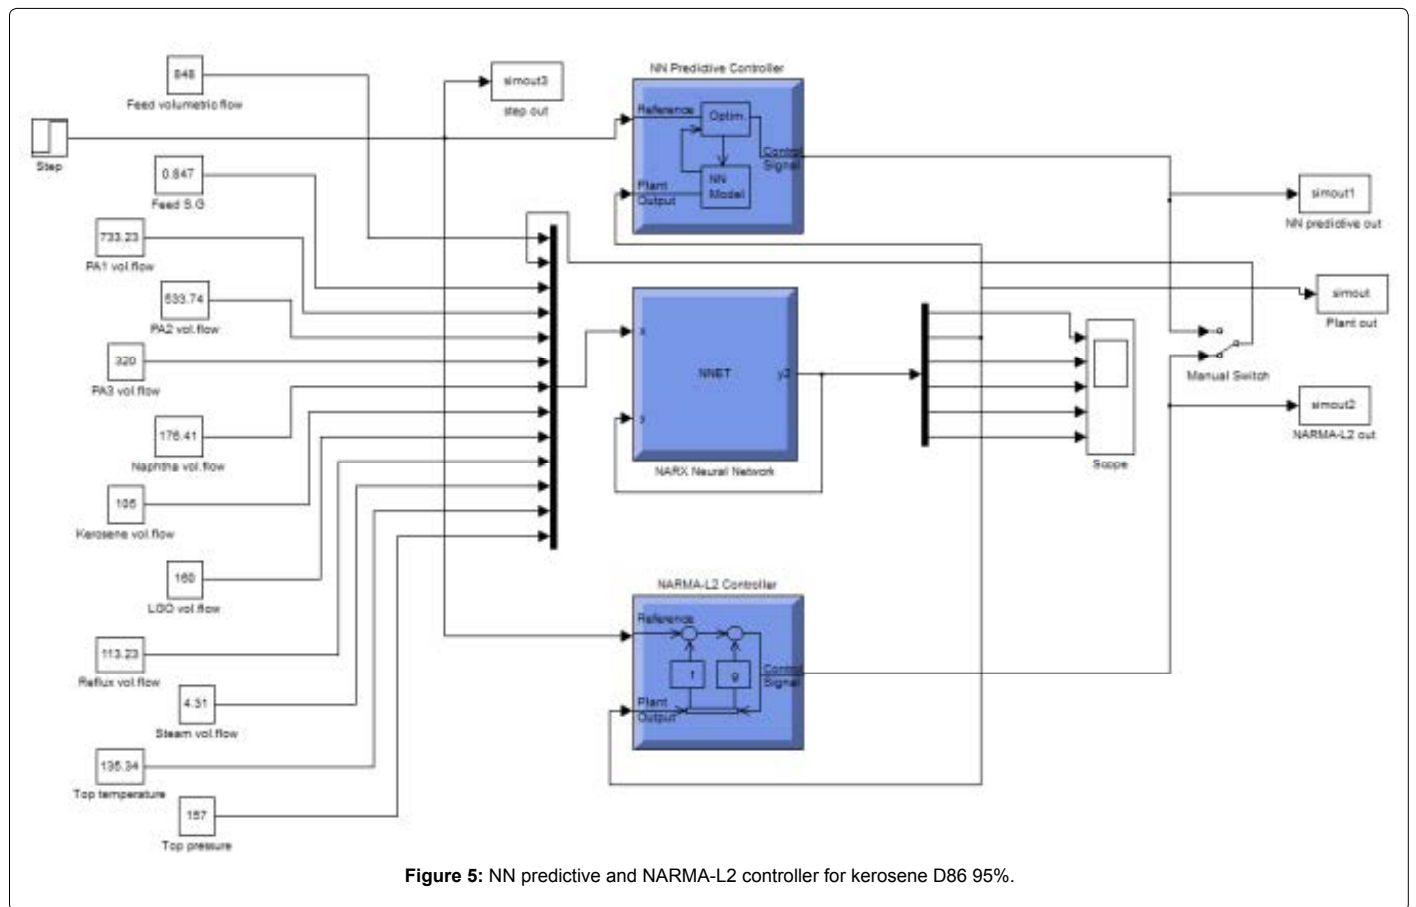 848
Feed volumetric flow
Step
0.847
Feed S.G
733.23
PA1 vol.flow
533.74
PA2 vol.flow
320
PA3 vol.flow
176.41
Naphtha vol.flow
105
Kerosene vol.flow
160
LGO vol.flow
113.23
Reflux vol.flow
4.31
Steam vol.flow
135.34
Top temperature
157
Top pressure
simout3
step out
NN Predictive Controller
Reference
Optim.
Control
Signal
Plant
Output
NN
Model
x
NNET
y2
y
NARX Neural Network
NARMA-L2 Controller
Reference
f
g
Control
Signal
Plant
Output
Scope
simout1
NN predictive out
simout
Plant out
Manual Switch
simout2
NARMA-L2 out
Figure 5: NN predictive and NARMA-L2 controller for kerosene D86 95%.